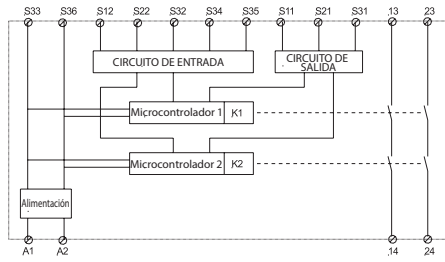 S33 S36 S12 S22 S32 S34 S35 S11 S21 S31 13 23
CIRCUITO DE ENTRADA
CIRCUITO DE
SALIDA
Microcontrolador 1 K1
Microcontrolador 2 K2
Alimentación
A1 A2 14 24